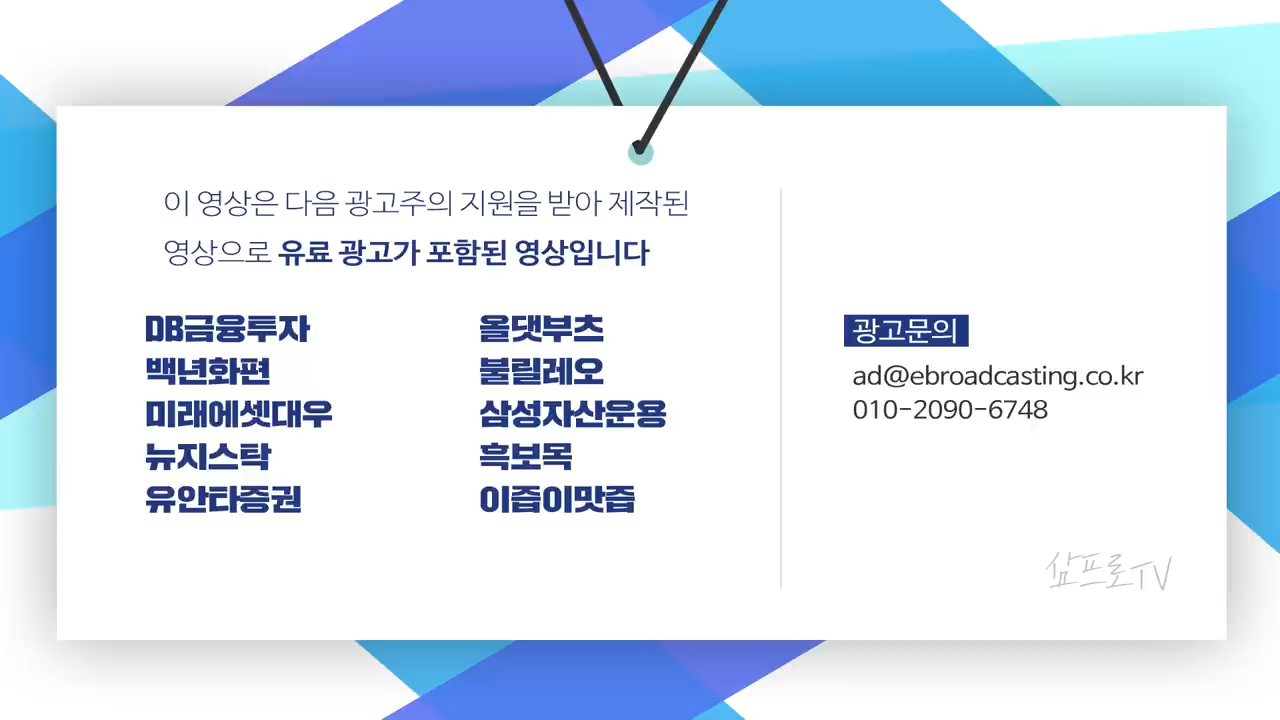 이 영상은 다음 광고주의 지원을 받아 제작된
영상으로 유료 광고가 포함된 영상입니다
DB금융투자
백년화편
미래에셋대우
뉴지스탁
유안타증권
올댓부츠
불릴레오
삼성자산운용
흑보목
이즙이맛즙
광고문의
ad@ebroadcasting.co.kr
010-2090-6748
삼프로TV